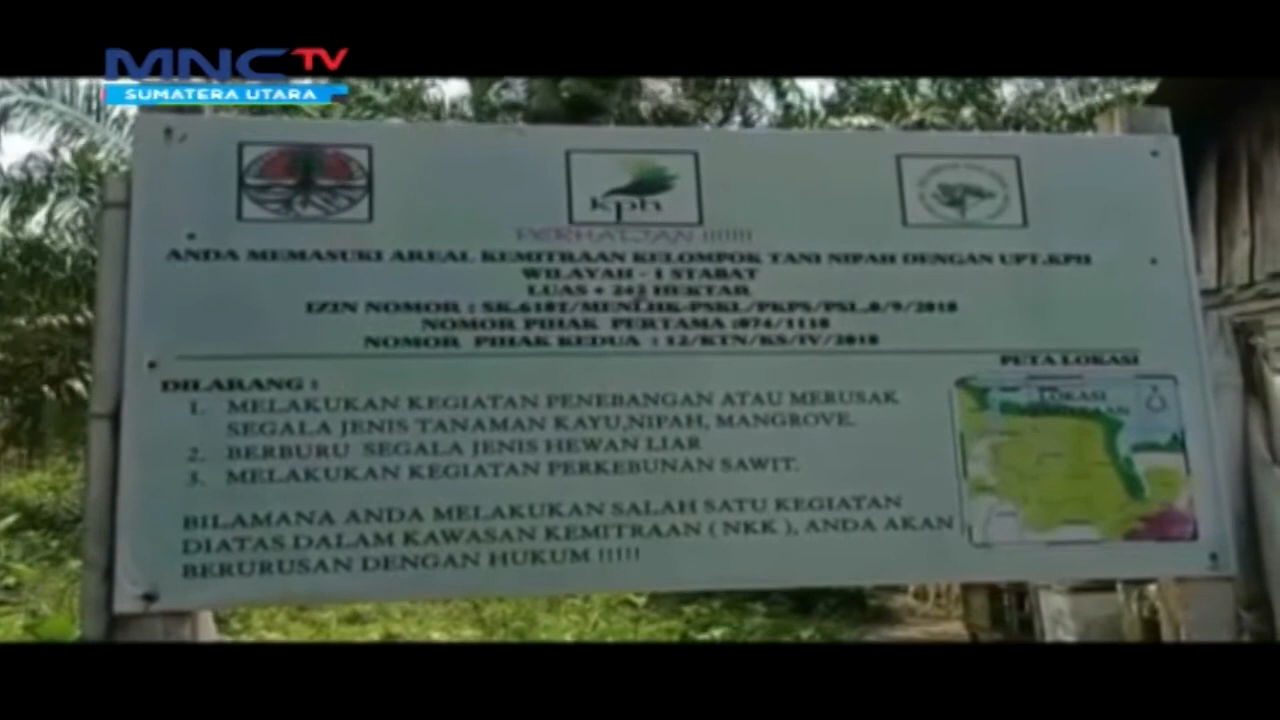 MNCTV
SUMATERA UTARA
kph
PERHATIAN !!!!!!
ANDA MEMASUKI AREAL KEMITRAAN KELOMPOK TANI NIPAH DENGAN UPT.KPH
WILAYAH - I STABAT
LUAS + 242 HEKTAR
IZIN NOMOR : SK.6187/MENLHK-PSKL/PKPS/PSL.0/9/2018
NOMOR PIHAK PERTAMA :074/1118
NOMOR PIHAK KEDUA : 12/KTN/KS/IV/2018
PETA LOKASI
DILARANG :
1. MELAKUKAN KEGIATAN PENEBANGAN ATAU MERUSAK
SEGALA JENIS TANAMAN KAYU,NIPAH, MANGROVE.
2. BERBURU SEGALA JENIS HEWAN LIAR
3. MELAKUKAN KEGIATAN PERKEBUNAN SAWIT.
LOKASI
BILAMANA ANDA MELAKUKAN SALAH SATU KEGIATAN
DIATAS DALAM KAWASAN KEMITRAAN ( NKK ), ANDA AKAN
BERURUSAN DENGAN HUKUM !!!!!